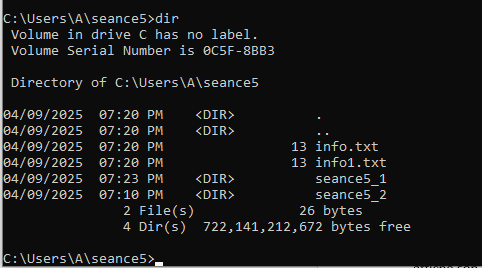 C:\Users\A\seance5>dir
 Volume in drive C has no label.
 Volume Serial Number is 0C5F-8BB3

 Directory of C:\Users\A\seance5

04/09/2025  07:20 PM    <DIR>          .
04/09/2025  07:20 PM    <DIR>          ..
04/09/2025  07:20 PM                13 info.txt
04/09/2025  07:20 PM                13 info1.txt
04/09/2025  07:23 PM    <DIR>          seance5_1
04/09/2025  07:10 PM    <DIR>          seance5_2
               2 File(s)             26 bytes
               4 Dir(s)  722,141,212,672 bytes free

C:\Users\A\seance5>